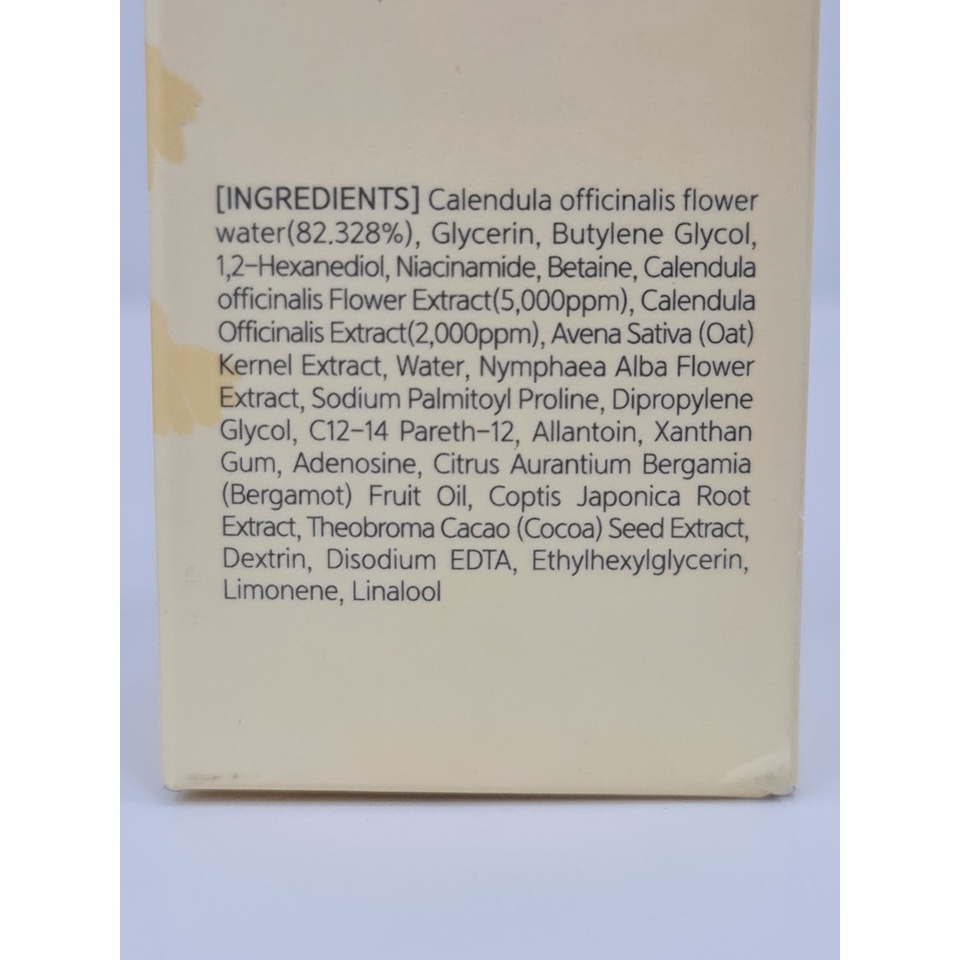 [INGREDIENTS] Calendula officinalis flower
water(82.328%), Glycerin, Butylene Glycol,
1,2-Hexanediol, Niacinamide, Betaine, Calendula
officinalis Flower Extract(5,000ppm), Calendula
Officinalis Extract(2,000ppm), Avena Sativa (Oat)
Kernel Extract, Water, Nymphaea Alba Flower
Extract, Sodium Palmitoyl Proline, Dipropylene
Glycol, C12-14 Pareth-12, Allantoin, Xanthan
Gum, Adenosine, Citrus Aurantium Bergamia
(Bergamot) Fruit Oil, Coptis Japonica Root
Extract, Theobroma Cacao (Cocoa) Seed Extract,
Dextrin, Disodium EDTA, Ethylhexylglycerin,
Limonene, Linalool